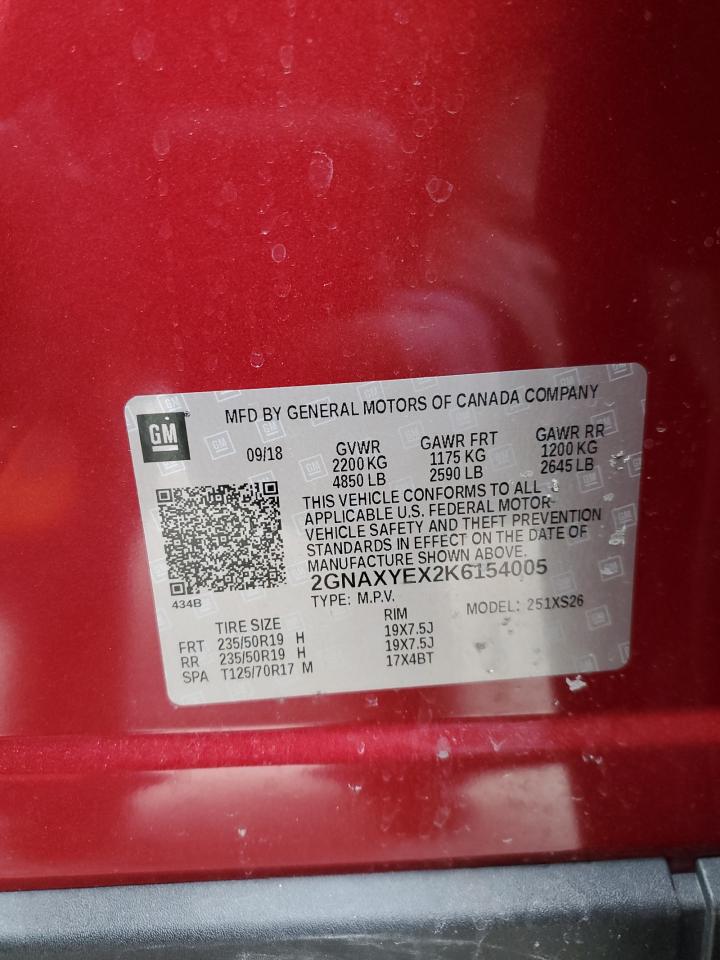 GM
MFD BY GENERAL MOTORS OF CANADA COMPANY
09/18 GVWR GAWR FRT GAWR RR
2200 KG 1175 KG 1200 KG
4850 LB 2590 LB 2645 LB
THIS VEHICLE CONFORMS TO ALL
APPLICABLE U.S. FEDERAL MOTOR
VEHICLE SAFETY AND THEFT PREVENTION
STANDARDS IN EFFECT ON THE DATE OF
MANUFACTURE SHOWN ABOVE.
2GNAXYEX2K6154005
434B TYPE: M.P.V. MODEL: 251XS26
TIRE SIZE RIM
FRT 235/50R19 H 19X7.5J
RR 235/50R19 H 19X7.5J
SPA T125/70R17 M 17X4BT